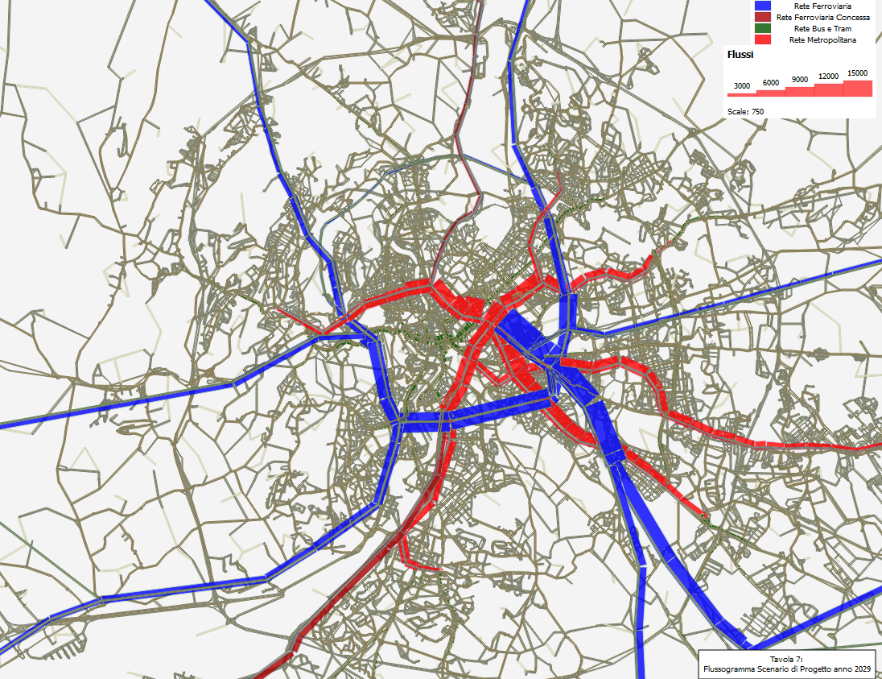 Rete Ferroviaria
Rete Ferroviaria Concessa
Rete Bus e Tram
Rete Metropolitana
Flussi
3000 6000 9000 12000 15000
Scale: 750
Tavola 7:
Flussogramma Scenario di Progetto anno 2029